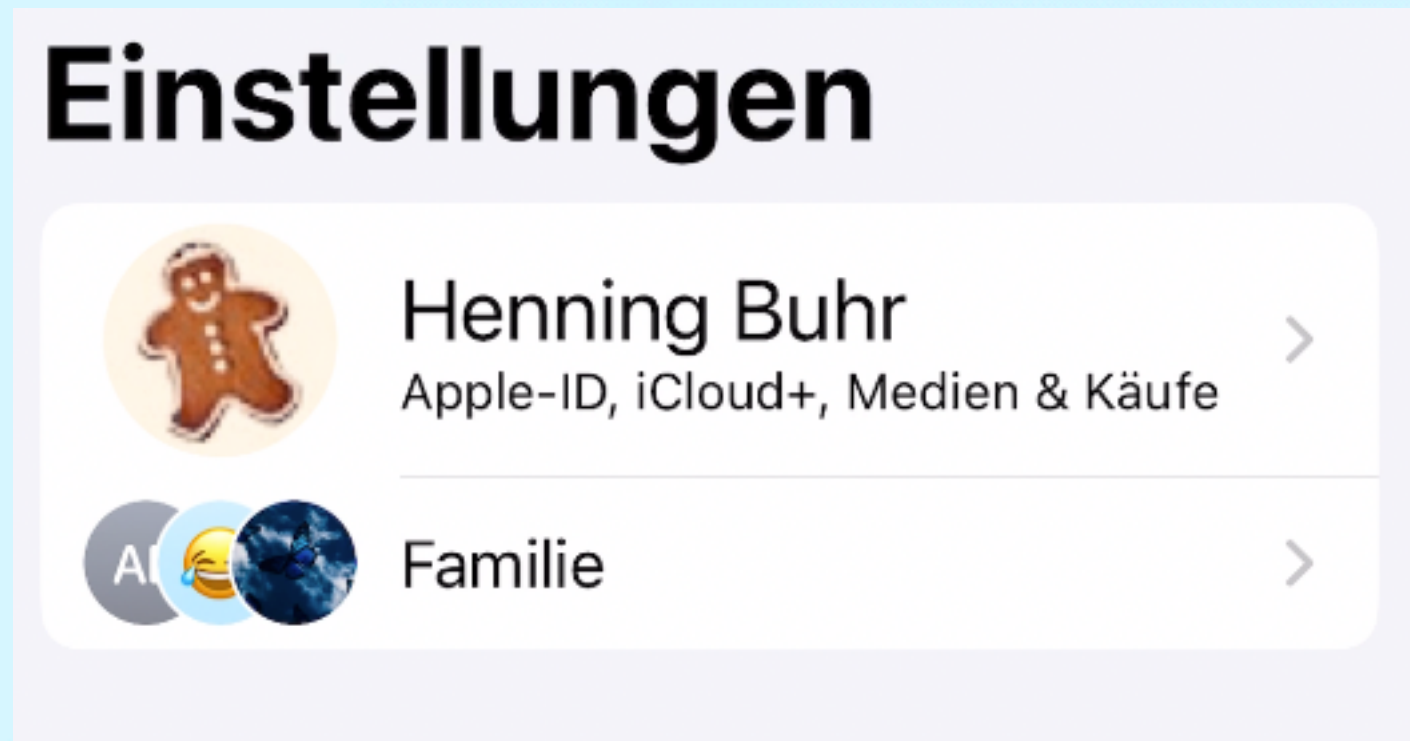 Einstellungen
Henning Buhr
Apple-ID, iCloud+, Medien & Käufe
Familie